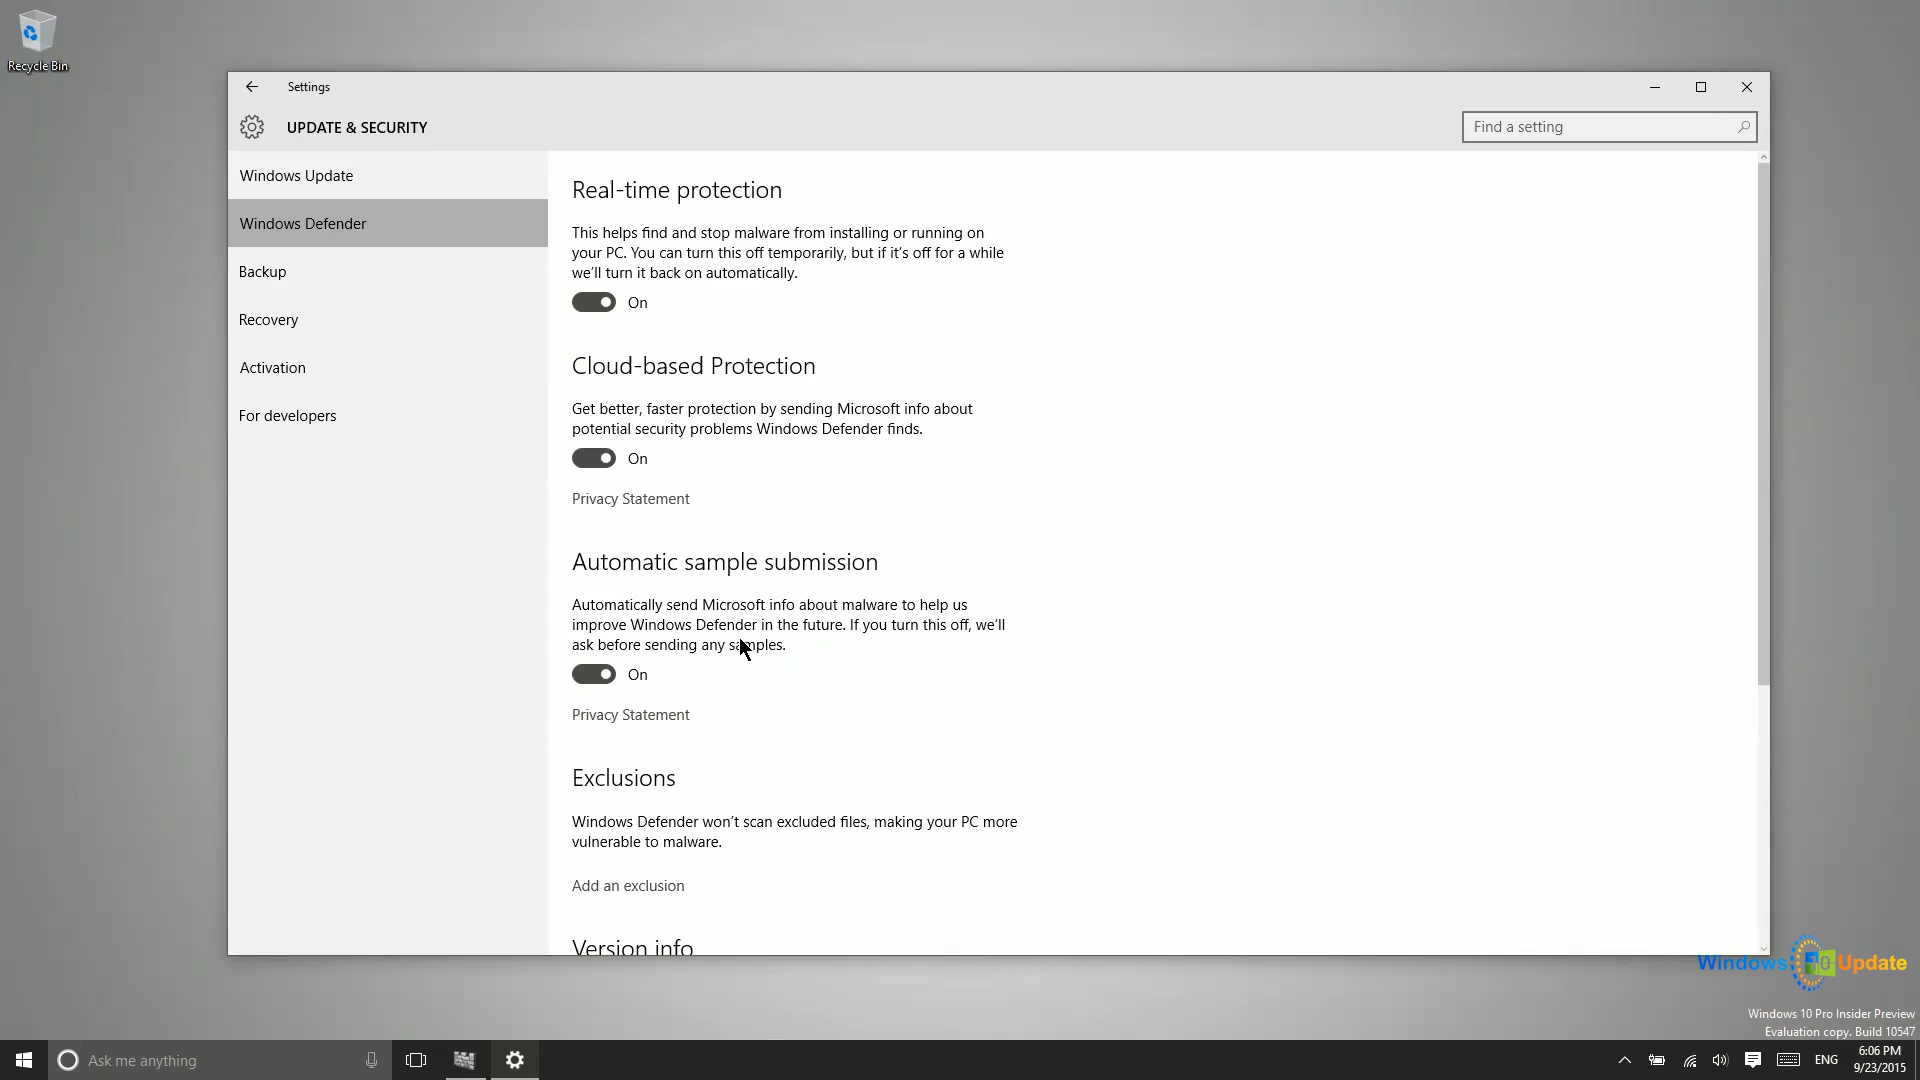 Recycle Bin
Settings
UPDATE & SECURITY
Find a setting
Windows Update
Windows Defender
Backup
Recovery
Activation
For developers
Real-time protection
This helps find and stop malware from installing or running on
your PC. You can turn this off temporarily, but if it's off for a while
we'll turn it back on automatically.
On
Cloud-based Protection
Get better, faster protection by sending Microsoft info about
potential security problems Windows Defender finds.
On
Privacy Statement
Automatic sample submission
Automatically send Microsoft info about malware to help us
improve Windows Defender in the future. If you turn this off, we'll
ask before sending any samples.
On
Privacy Statement
Exclusions
Windows Defender won't scan excluded files, making your PC more
vulnerable to malware.
Add an exclusion
Version info
Windows 10 Update
Windows 10 Pro Insider Preview
Evaluation copy. Build 10547
Ask me anything
ENG
6:06 PM
9/23/2015